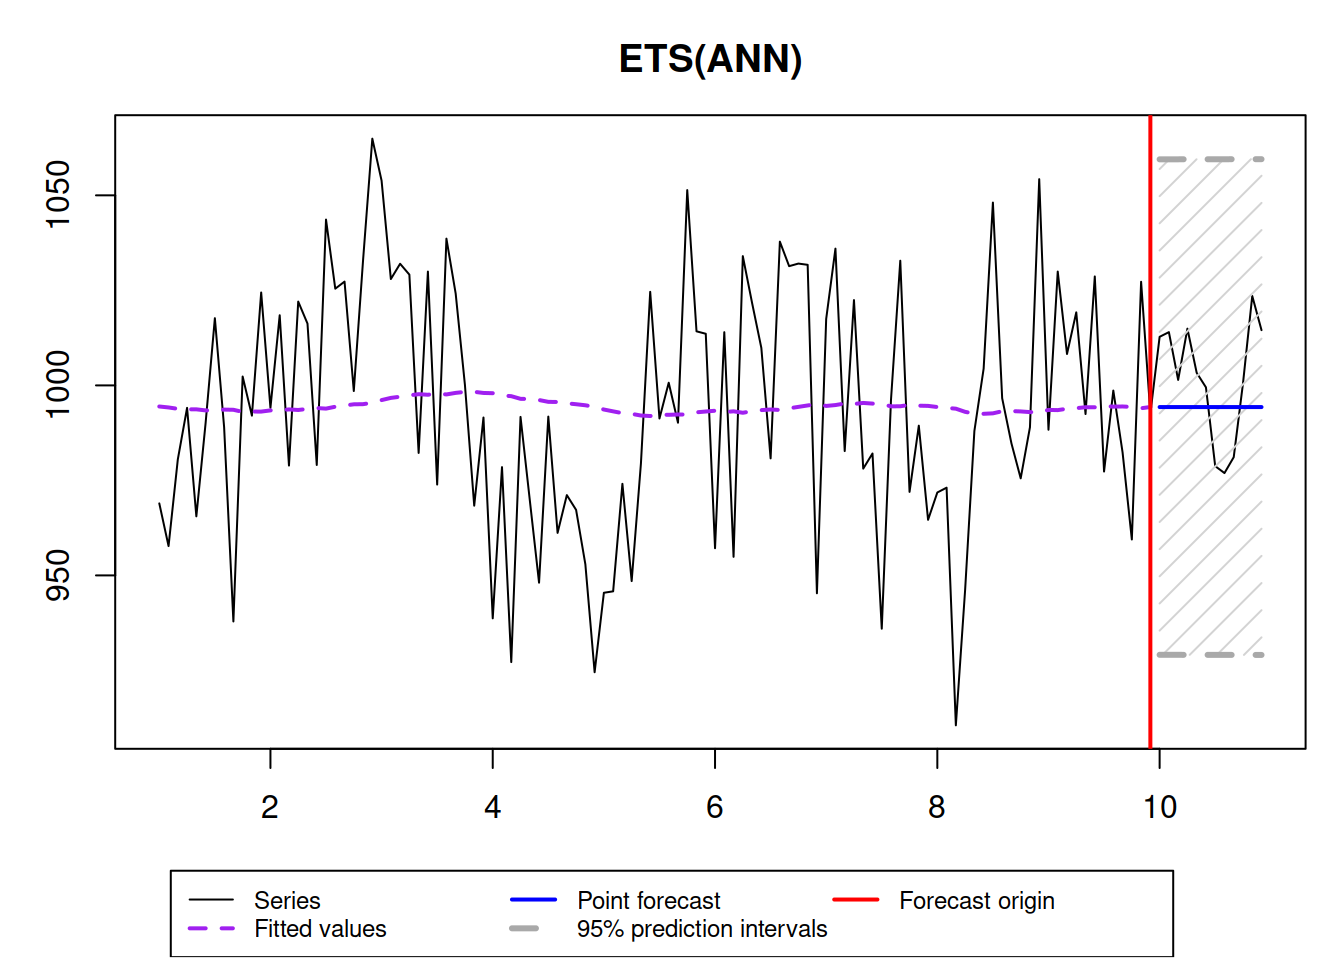 ETS(ANN)
1050
1000
950
2 4 6 8 10
Series Point forecast Forecast origin
Fitted values 95% prediction intervals